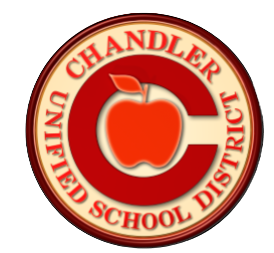 CHANDLER
UNIFIED SCHOOL DISTRICT
C